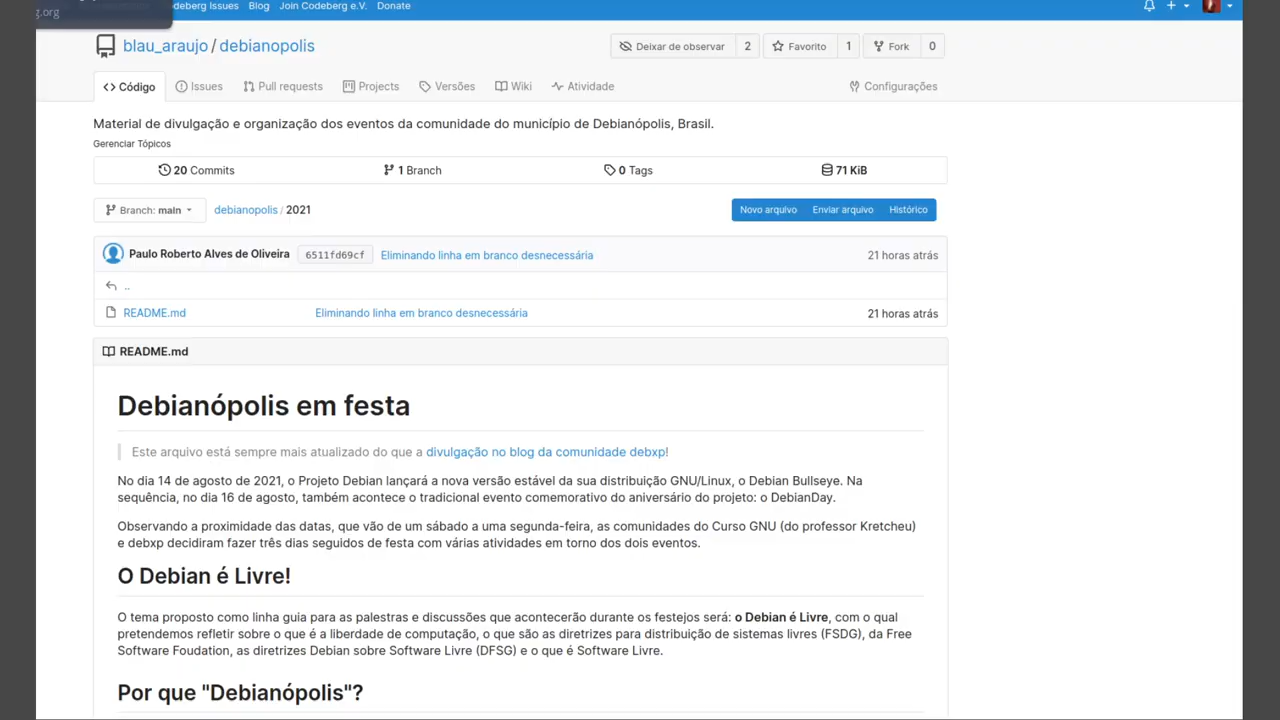 g.org
deberg Issues Blog Join Codeberg e.V. Donate
blau_araujo / debianopolis
Deixar de observar 2 Favorito 1 Fork 0
Código Issues Pull requests Projects Versões Wiki Atividade Configurações
Material de divulgação e organização dos eventos da comunidade do município de Debianópolis, Brasil.
Gerenciar Tópicos
20 Commits 1 Branch 0 Tags 71 KiB
Branch: main debianopolis / 2021 Novo arquivo Enviar arquivo Histórico
Paulo Roberto Alves de Oliveira 6511fd69cf Eliminando linha em branco desnecessária 21 horas atrás
..
README.md Eliminando linha em branco desnecessária 21 horas atrás
README.md
Debianópolis em festa
Este arquivo está sempre mais atualizado do que a divulgação no blog da comunidade debxp!
No dia 14 de agosto de 2021, o Projeto Debian lançará a nova versão estável da sua distribuição GNU/Linux, o Debian Bullseye. Na
sequência, no dia 16 de agosto, também acontece o tradicional evento comemorativo do aniversário do projeto: o DebianDay.
Observando a proximidade das datas, que vão de um sábado a uma segunda-feira, as comunidades do Curso GNU (do professor Kretcheu)
e debxp decidiram fazer três dias seguidos de festa com várias atividades em torno dos dois eventos.
O Debian é Livre!
O tema proposto como linha guia para as palestras e discussões que acontecerão durante os festejos será: o Debian é Livre, com o qual
pretendemos refletir sobre o que é a liberdade de computação, o que são as diretrizes para distribuição de sistemas livres (FSDG), da Free
Software Foudation, as diretrizes Debian sobre Software Livre (DFSG) e o que é Software Livre.
Por que "Debianópolis"?